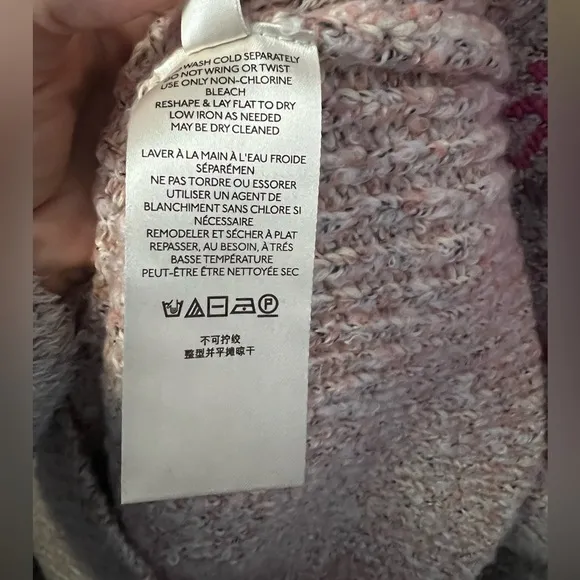 WASH COLD SEPARATELY
DO NOT WRING OR TWIST
USE ONLY NON-CHLORINE
BLEACH
RESHAPE & LAY FLAT TO DRY
LOW IRON AS NEEDED
MAY BE DRY CLEANED
LAVER À LA MAIN À L'EAU FROIDE
SÉPARÉMEN
NE PAS TORDRE OU ESSORER
UTILISER UN AGENT DE
BLANCHIMENT SANS CHLORE SI
NÉCESSAIRE
REMODELER ET SÉCHER À PLAT
REPASSER, AU BESOIN, À TRÉS
BASSE TEMPÉRATURE
PEUT-ÊTRE ÊTRE NETTOYÉE SEC
P
不可拧绞
整型并平摊晾干